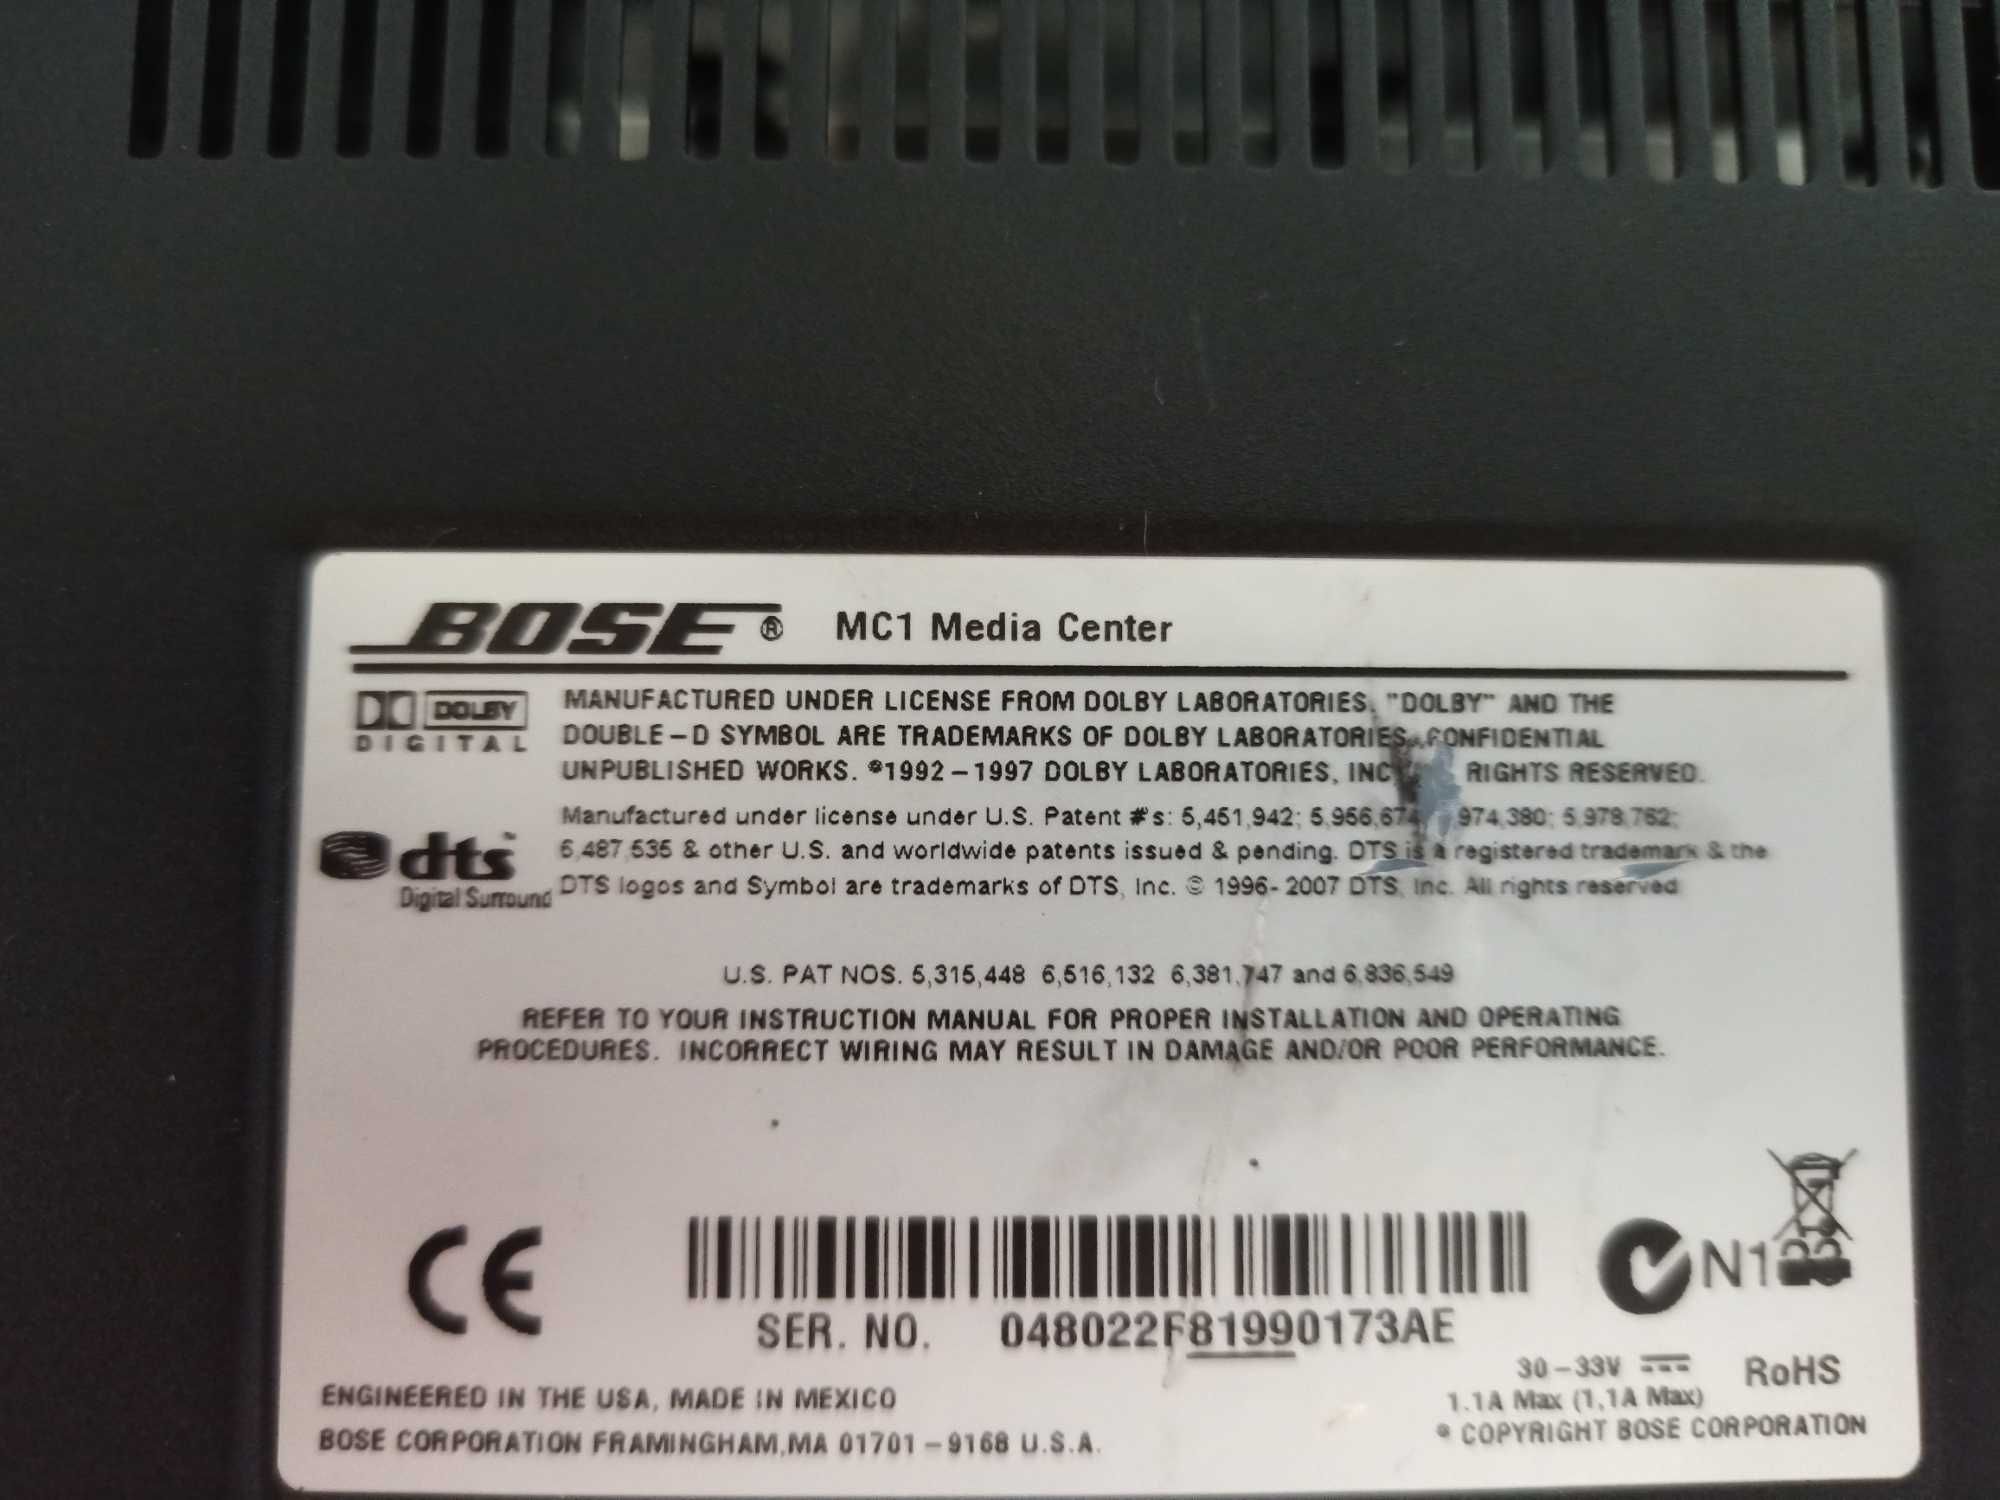 BOSE® MC1 Media Center
DOLBY
DIGITAL
MANUFACTURED UNDER LICENSE FROM DOLBY LABORATORIES. "DOLBY" AND THE
DOUBLE-D SYMBOL ARE TRADEMARKS OF DOLBY LABORATORIES. CONFIDENTIAL
UNPUBLISHED WORKS. ©1992-1997 DOLBY LABORATORIES, INC RIGHTS RESERVED.
dts™
Digital Surround
Manufactured under license under U.S. Patent #'s: 5,451,942; 5,956,674 974,380; 5,978,762;
6,487,535 & other U.S. and worldwide patents issued & pending. DTS is a registered trademark & the
DTS logos and Symbol are trademarks of DTS, Inc. © 1996-2007 DTS, Inc. All rights reserved
U.S. PAT NOS. 5,315,448 6,516,132 6,381,747 and 6,836,549
REFER TO YOUR INSTRUCTION MANUAL FOR PROPER INSTALLATION AND OPERATING
PROCEDURES. INCORRECT WIRING MAY RESULT IN DAMAGE AND/OR POOR PERFORMANCE.
CE
SER. NO. 048022F81990173AE
30-33V
1.1A Max (1,1A Max)
RoHS
ENGINEERED IN THE USA, MADE IN MEXICO
BOSE CORPORATION FRAMINGHAM,MA 01701-9168 U.S.A.
© COPYRIGHT BOSE CORPORATION